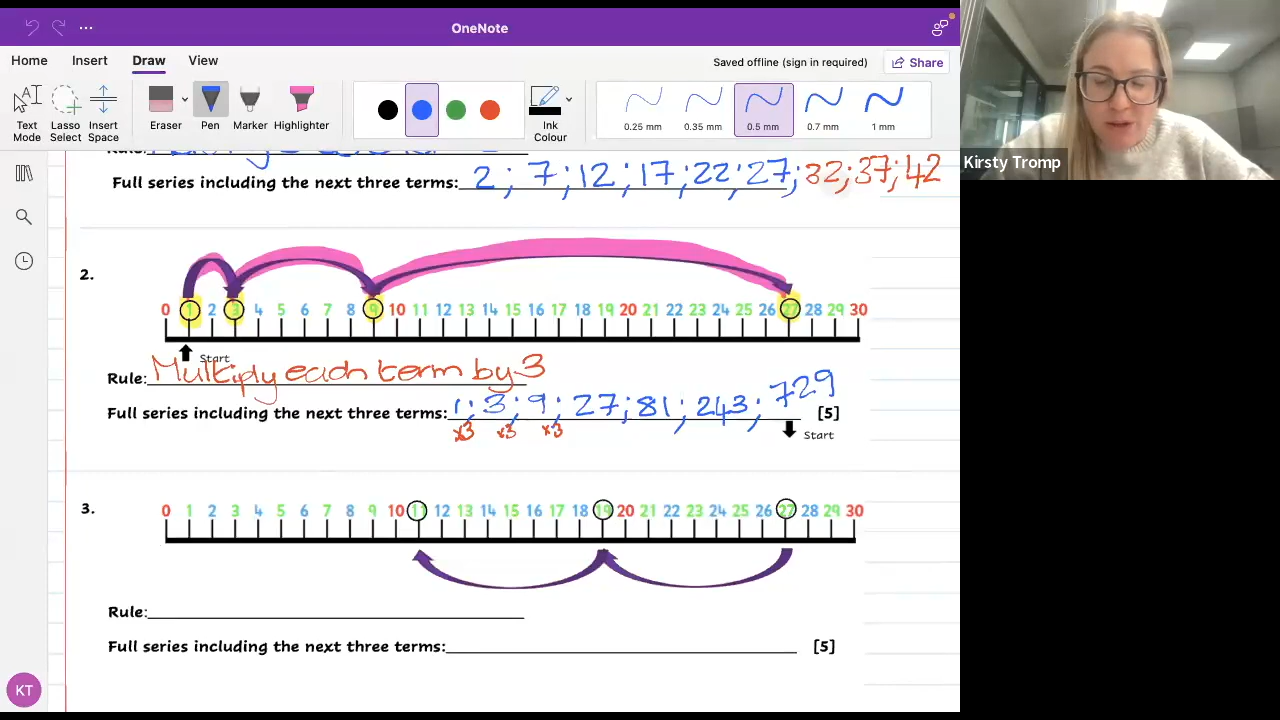 OneNote
Home Insert Draw View
Saved offline (sign in required) Share
Text Mode Lasso Select Insert Space Eraser Pen Marker Highlighter Ink Colour 0.25 mm 0.35 mm 0.5 mm 0.7 mm 1 mm
Kirsty Tromp
Full series including the next three terms: 2; 7; 12; 17; 22; 27; 32; 37; 42
2.
0 1 2 3 4 5 6 7 8 9 10 11 12 13 14 15 16 17 18 19 20 21 22 23 24 25 26 27 28 29 30
Start
Rule: Multiply each term by 3
Full series including the next three terms: 1; 3; 9; 27; 81; 243; 729 [5]
x3 x3 x3
Start
3.
0 1 2 3 4 5 6 7 8 9 10 11 12 13 14 15 16 17 18 19 20 21 22 23 24 25 26 27 28 29 30
Rule:
Full series including the next three terms: [5]
KT